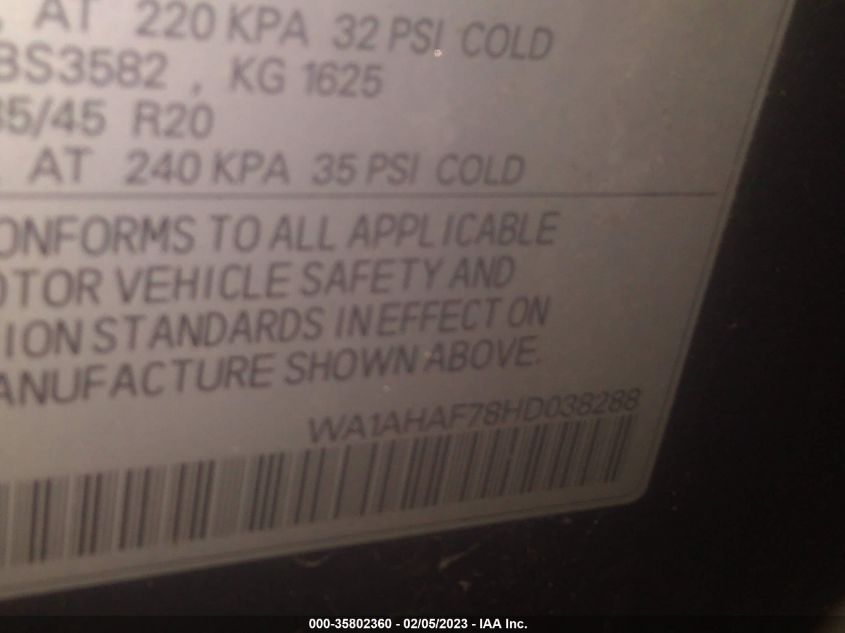 AT 220 KPA 32 PSI COLD
BS3582 , KG 1625
35/45 R20
AT 240 KPA 35 PSI COLD
ONFORMS TO ALL APPLICABLE
OTOR VEHICLE SAFETY AND
ION STANDARDS IN EFFECT ON
ANUFACTURE SHOWN ABOVE.
WA1AHAF78HD038288
000-35802360 - 02/05/2023 - IAA Inc.